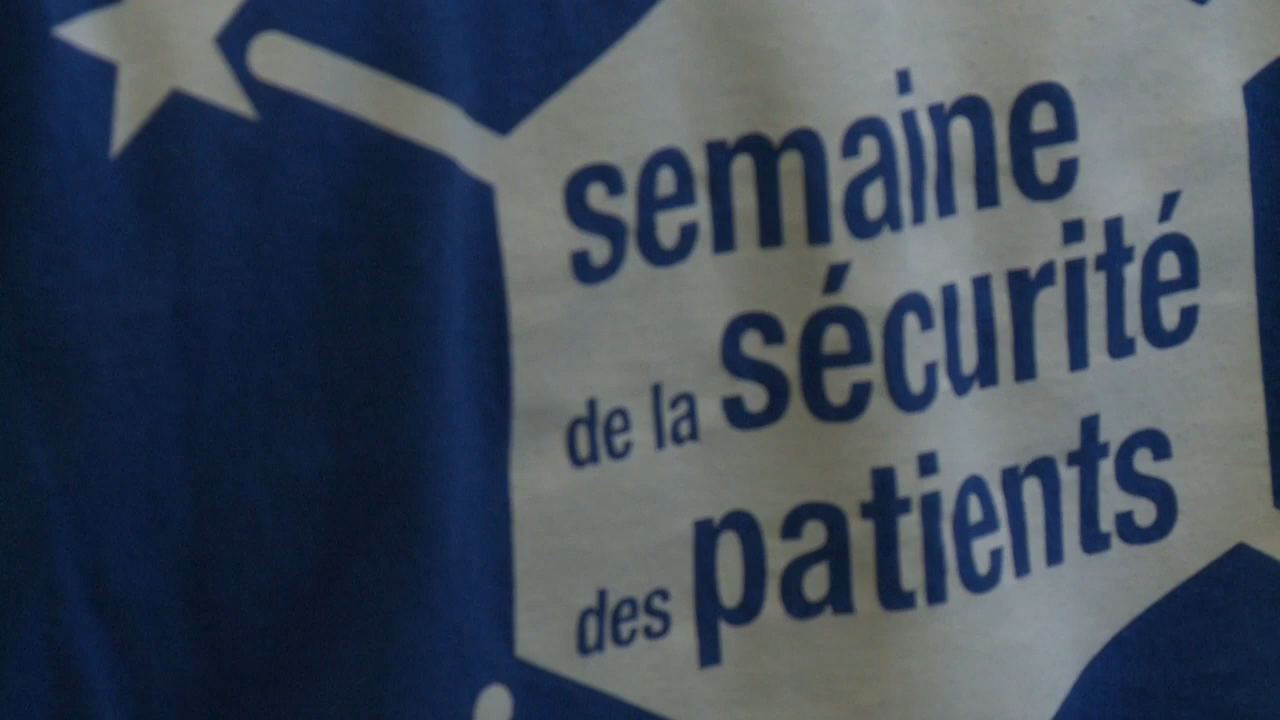 semaine
de la sécurité
des patients